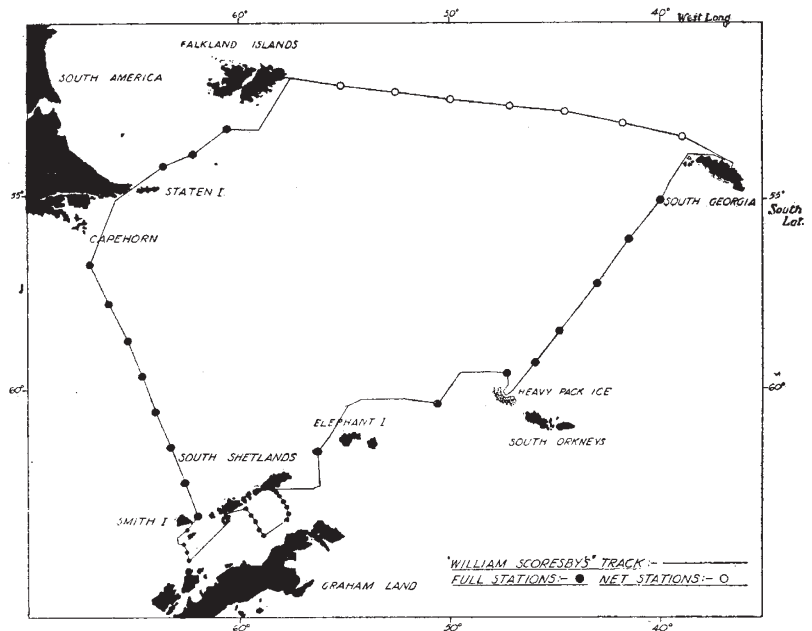 60°
50°
40°
West Long
FALKLAND ISLANDS
SOUTH AMERICA
STATEN I.
55°
55°
SOUTH GEORGIA
South
Lat.
CAPEHORN
60°
60°
HEAVY PACK ICE
ELEPHANT I
SOUTH ORKNEYS
SOUTH SHETLANDS
SMITH I
"WILLIAM SCORESBYS" TRACK:-
FULL STATIONS:- NET STATIONS:-
GRAHAM LAND
60°
50°
40°